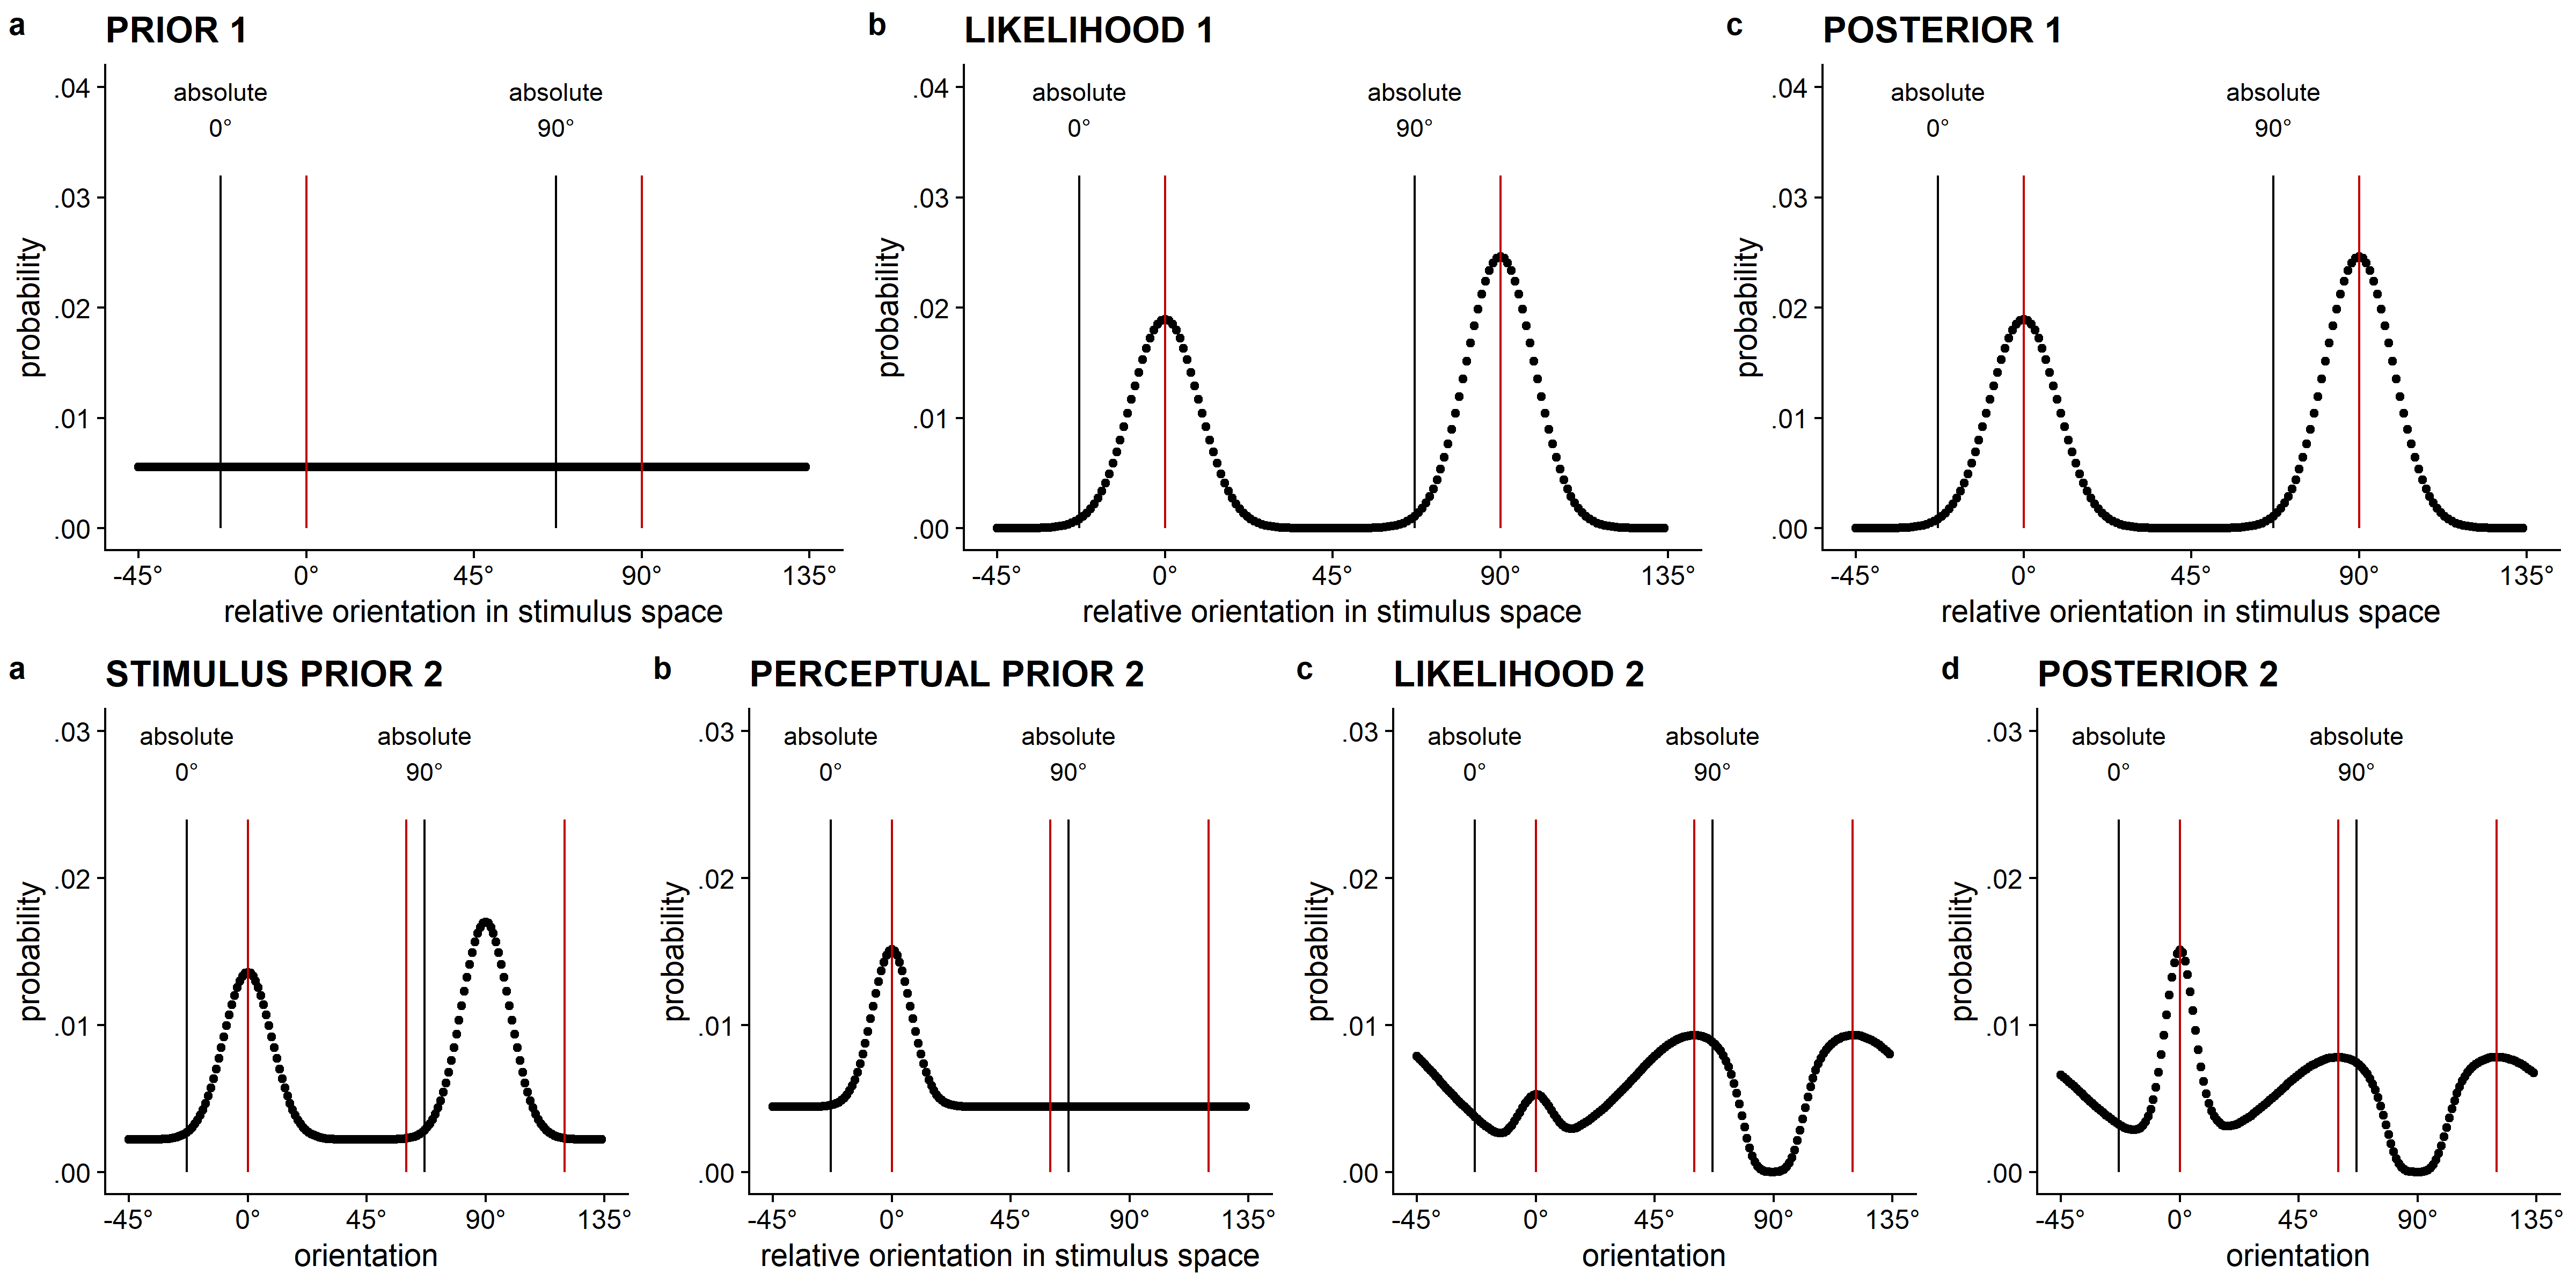 a PRIOR 1
.04
.03
.02
.01
.00
absolute
0°
absolute
90°
probability
-45° 0° 45° 90° 135°
relative orientation in stimulus space
b LIKELIHOOD 1
.04
.03
.02
.01
.00
absolute
0°
absolute
90°
probability
-45° 0° 45° 90° 135°
relative orientation in stimulus space
c POSTERIOR 1
.04
.03
.02
.01
.00
absolute
0°
absolute
90°
probability
-45° 0° 45° 90° 135°
relative orientation in stimulus space
a STIMULUS PRIOR 2
.03
.02
.01
.00
absolute
0°
absolute
90°
probability
-45° 0° 45° 90° 135°
orientation
b PERCEPTUAL PRIOR 2
.03
.02
.01
.00
absolute
0°
absolute
90°
probability
-45° 0° 45° 90° 135°
relative orientation in stimulus space
c LIKELIHOOD 2
.03
.02
.01
.00
absolute
0°
absolute
90°
probability
-45° 0° 45° 90° 135°
orientation
d POSTERIOR 2
.03
.02
.01
.00
absolute
0°
absolute
90°
probability
-45° 0° 45° 90° 135°
orientation